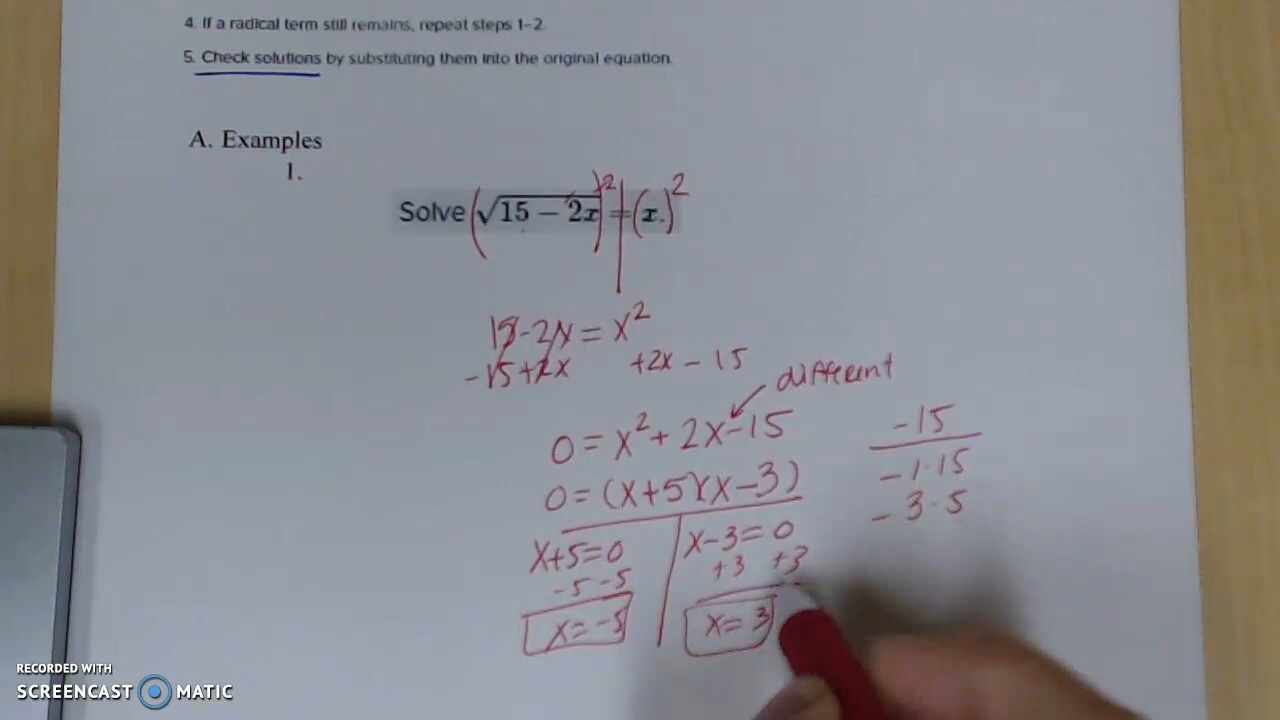 4. If a radical term still remains, repeat steps 1–2.
5. Check solutions by substituting them into the original equation.
A. Examples
1.
Solve (√15 − 2x)² = (x.)²
15-2x = x²
-15+2x +2x - 15
different
0 = x² + 2x - 15
-15
-1·15
0 = (x+5)(x-3)
-3·5
x+5=0 x-3=0
-5 -5 +3 +3
x=-5 x=3
RECORDED WITH
SCREENCAST MATIC